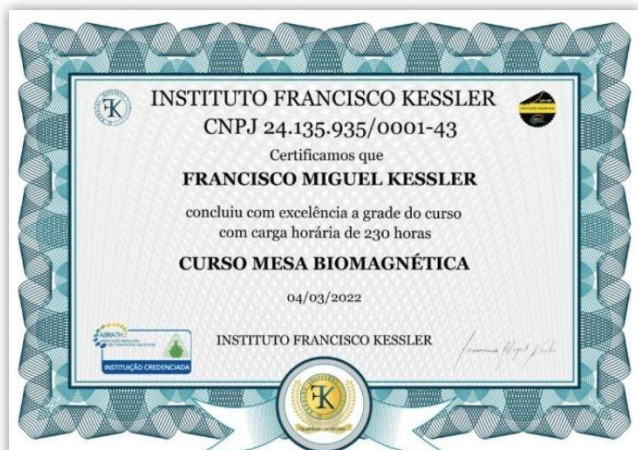 INSTITUTO FRANCISCO KESSLER
CNPJ 24.135.935/0001-43
Certificamos que
FRANCISCO MIGUEL KESSLER
concluiu com excelência a grade do curso
com carga horária de 230 horas
CURSO MESA BIOMAGNÉTICA
04/03/2022
ABRATH
INSTITUIÇÃO CREDENCIADA
INSTITUTO FRANCISCO KESSLER
FK